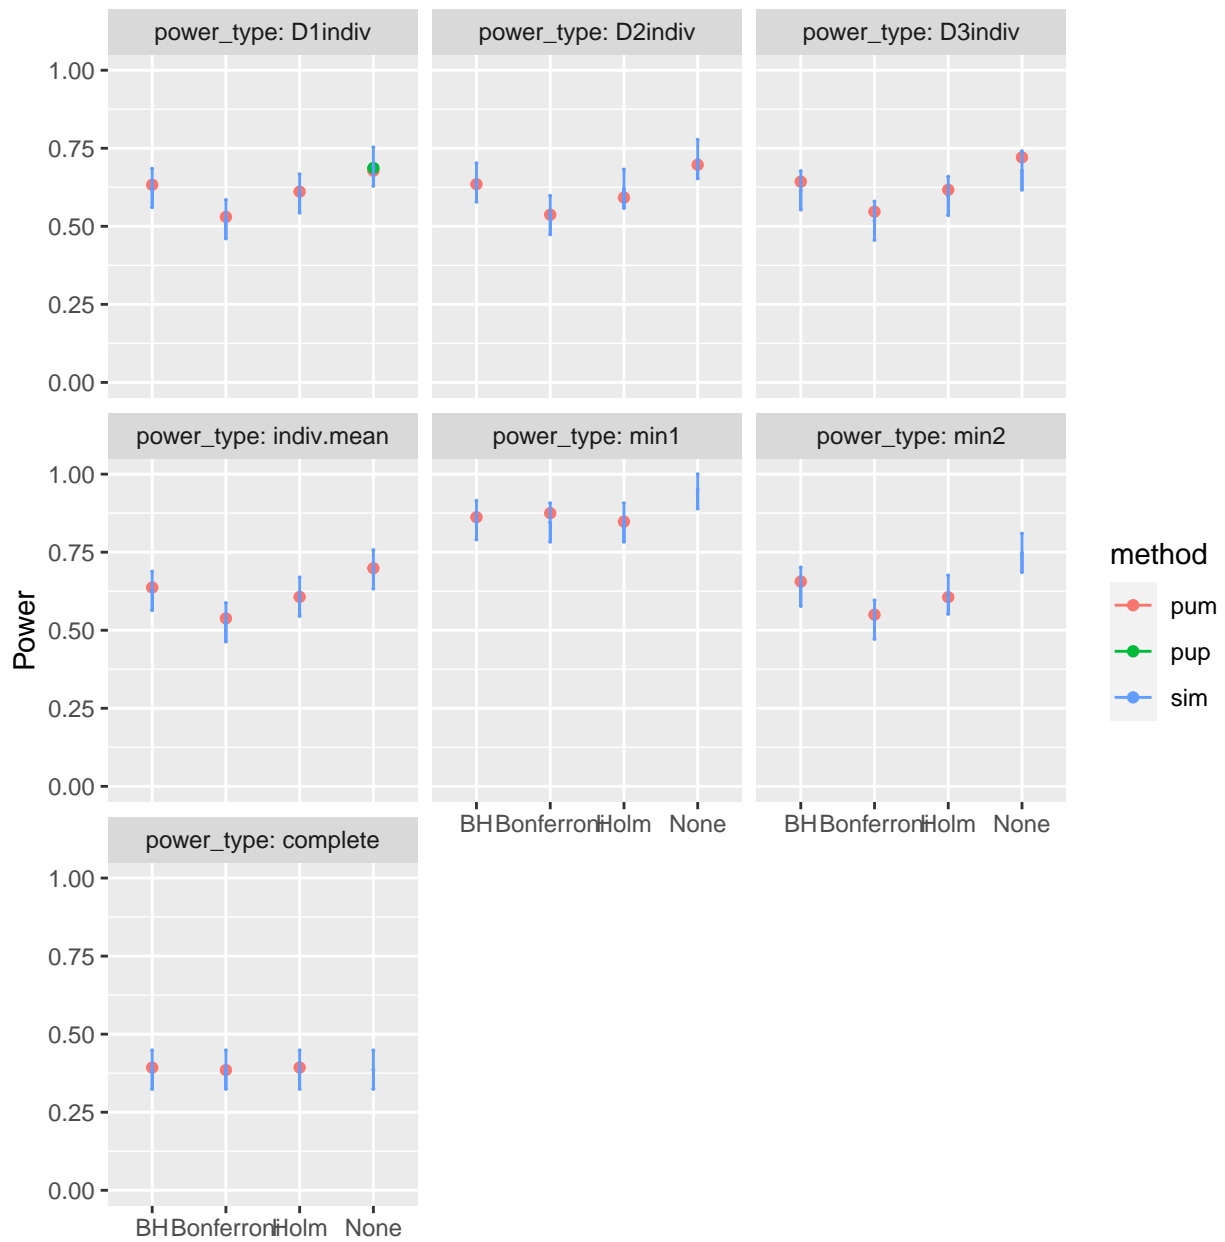 power_type: D1indiv
power_type: D2indiv
power_type: D3indiv
1.00
0.75
0.50
0.25
0.00
power_type: indiv.mean
power_type: min1
power_type: min2
1.00
0.75
0.50
0.25
0.00
Power
BH Bonferroni Holm None
BH Bonferroni Holm None
method
pum
pup
sim
power_type: complete
1.00
0.75
0.50
0.25
0.00
BH Bonferroni Holm None